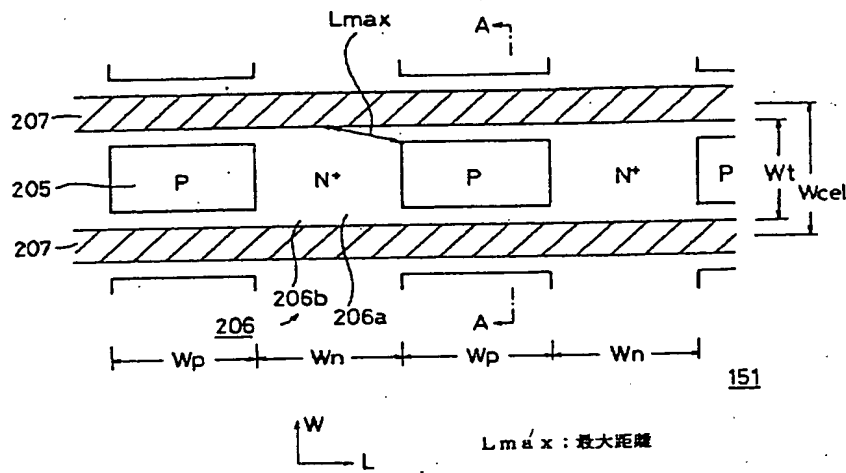 Lmax
A
207
205
P
N⁺
P
N⁺
P
Wt
Wcel
207
206b
206a
206
A
Wp
Wn
Wp
Wn
151
W
L
Lmax : 最大距離